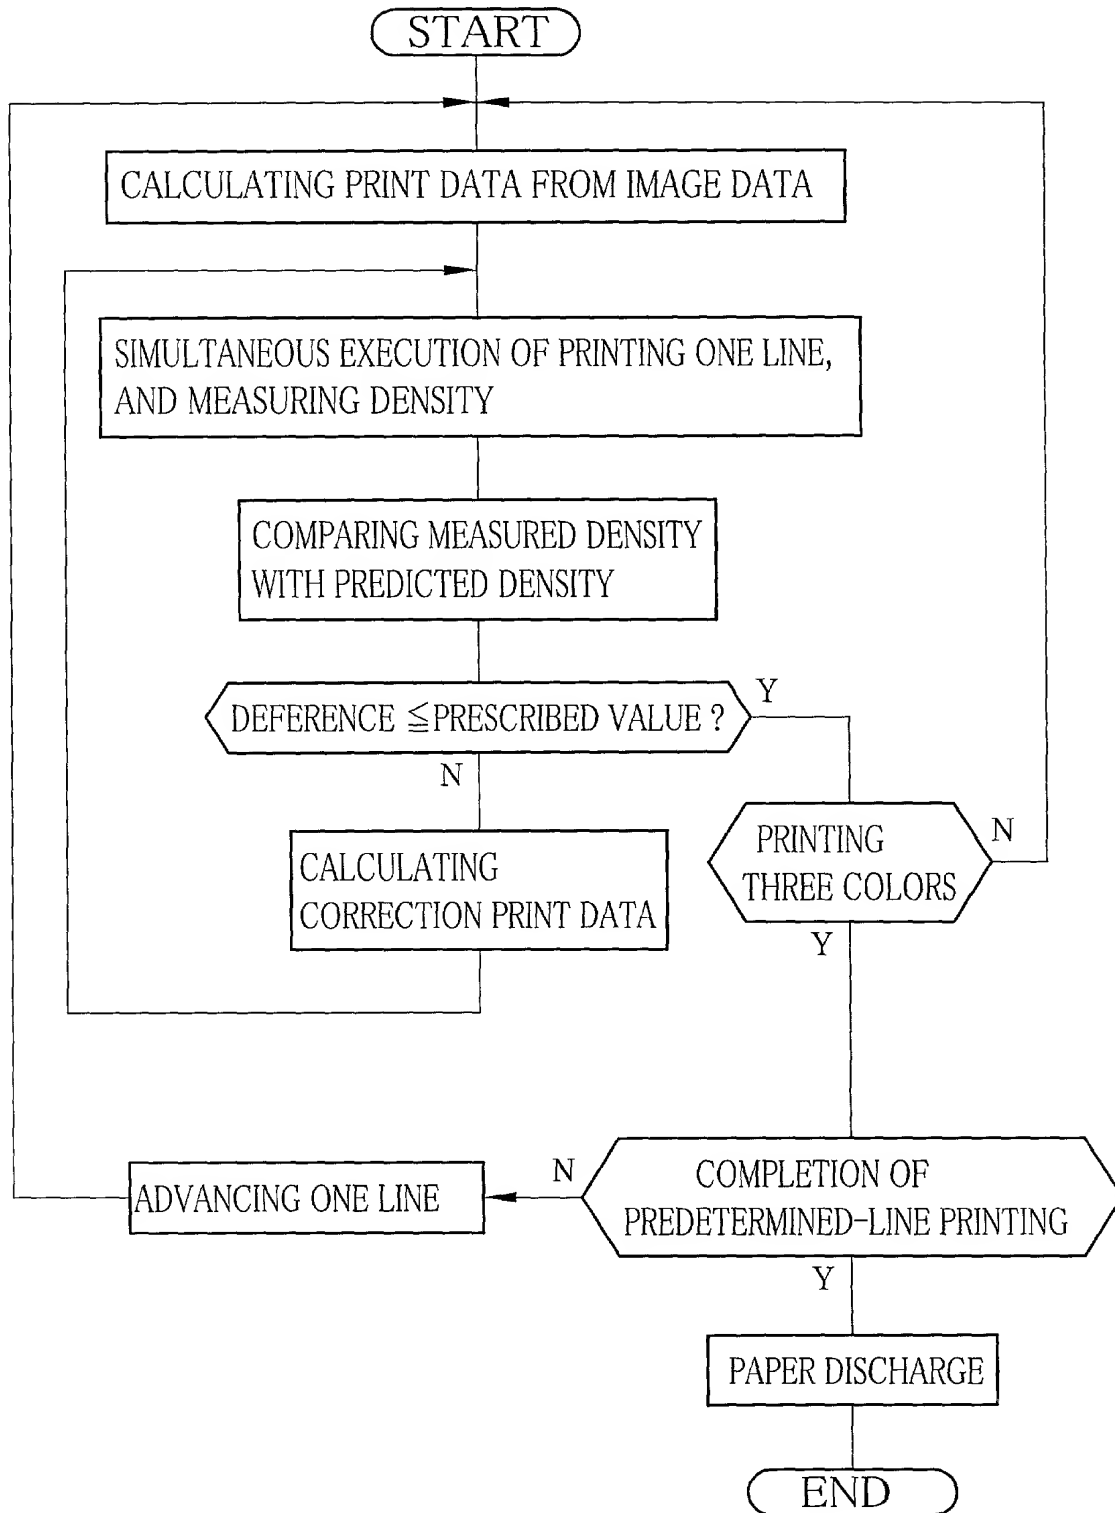 START
CALCULATING PRINT DATA FROM IMAGE DATA
SIMULTANEOUS EXECUTION OF PRINTING ONE LINE,
AND MEASURING DENSITY
COMPARING MEASURED DENSITY
WITH PREDICTED DENSITY
DEFERENCE ≦PRESCRIBED VALUE ?
Y
N
PRINTING
THREE COLORS
N
Y
CALCULATING
CORRECTION PRINT DATA
COMPLETION OF
PREDETERMINED-LINE PRINTING
N
Y
ADVANCING ONE LINE
PAPER DISCHARGE
END